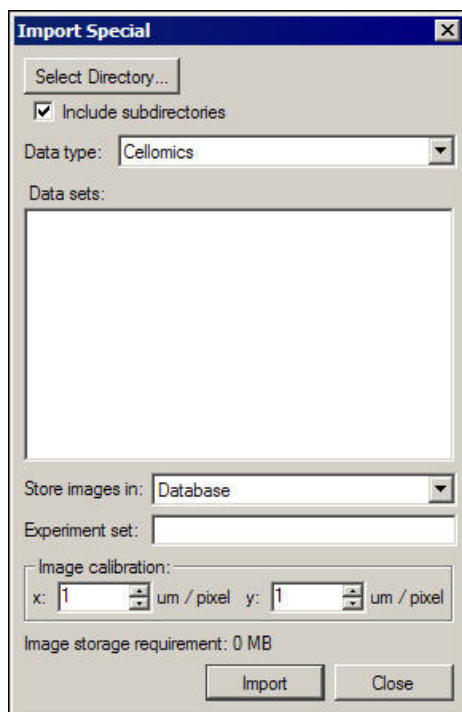 Import Special
Select Directory...
Include subdirectories
Data type: Cellomics
Data sets:
Store images in: Database
Experiment set:
Image calibration:
x: 1 um / pixel y: 1 um / pixel
Image storage requirement: 0 MB
Import Close